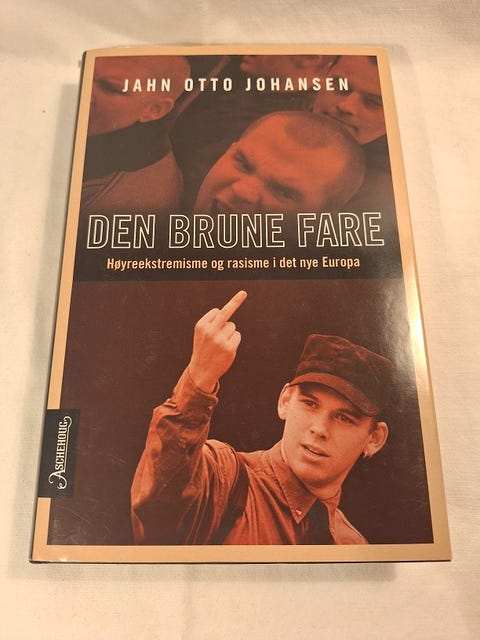 JAHN OTTO JOHANSEN
DEN BRUNE FARE
Høyreekstremisme og rasisme i det nye Europa
ASCHEHOUG